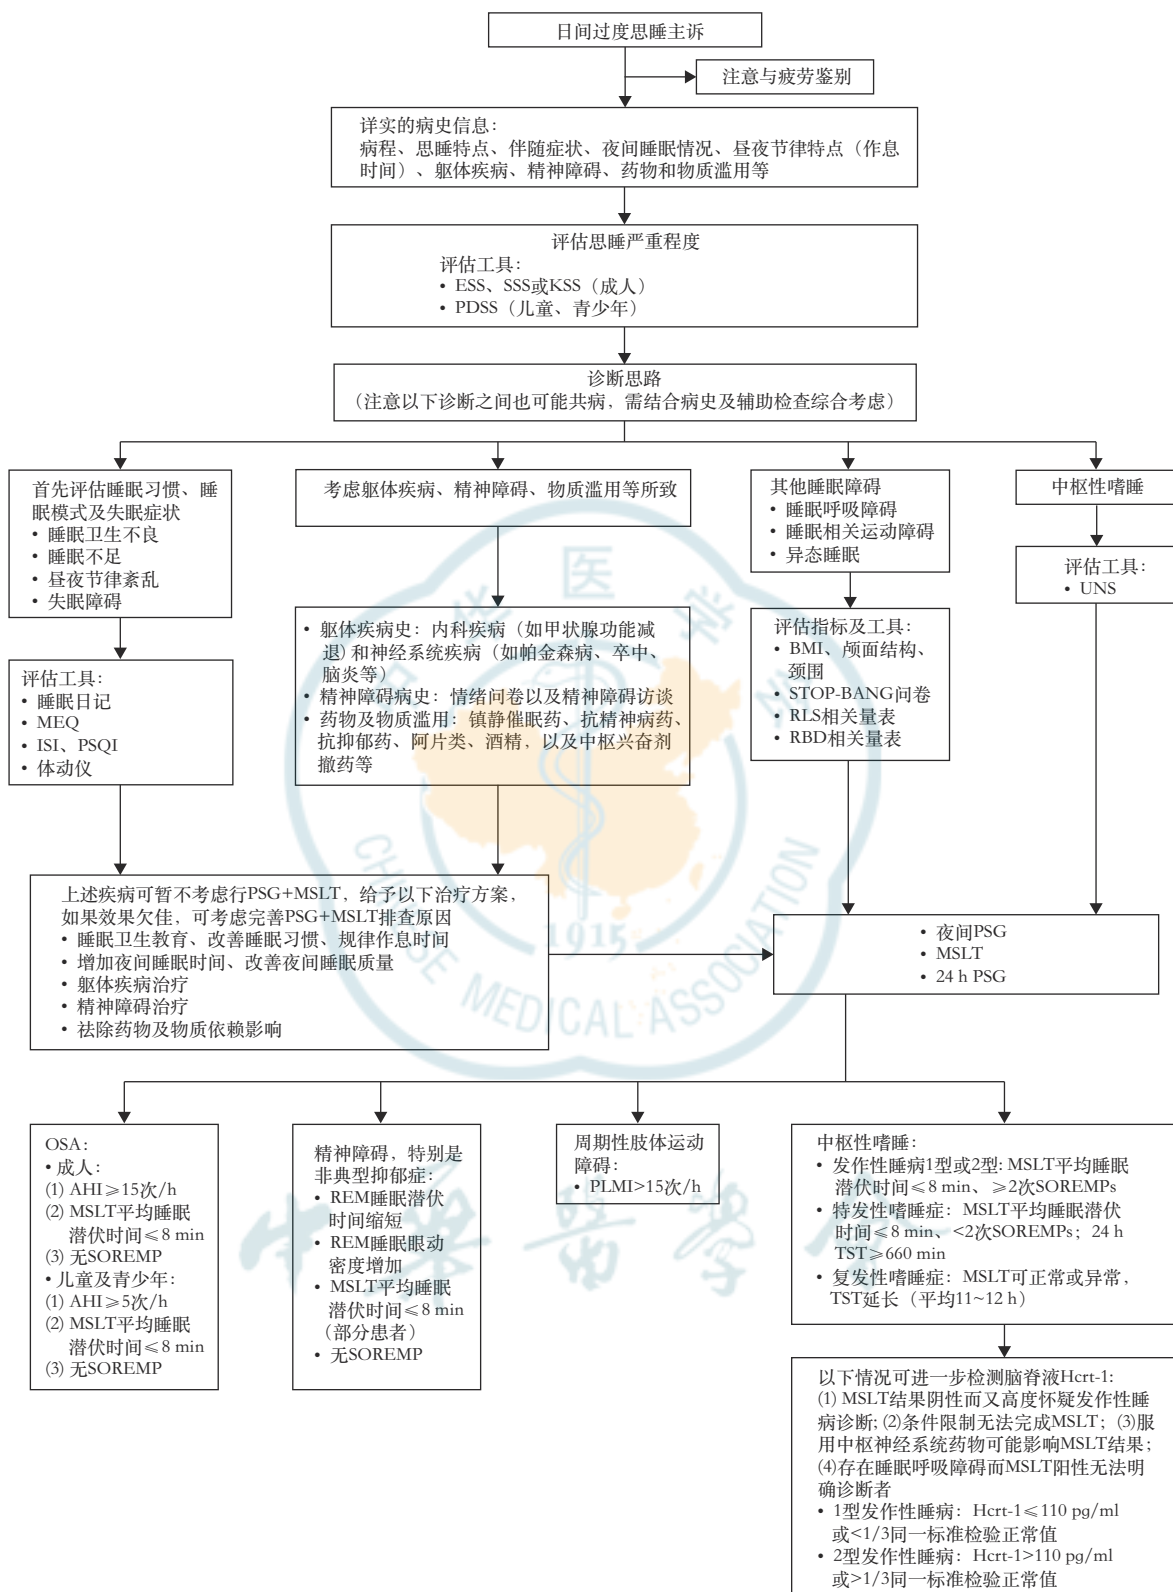 日间过度思睡主诉
注意与疲劳鉴别
详实的病史信息：
病程、思睡特点、伴随症状、夜间睡眠情况、昼夜节律特点（作息
时间）、躯体疾病、精神障碍、药物和物质滥用等
评估思睡严重程度
评估工具：
• ESS、SSS或KSS（成人）
• PDSS（儿童、青少年）
诊断思路
（注意以下诊断之间也可能共病，需结合病史及辅助检查综合考虑）
首先评估睡眠习惯、睡
眠模式及失眠症状
• 睡眠卫生不良
• 睡眠不足
• 昼夜节律紊乱
• 失眠障碍
评估工具：
• 睡眠日记
• MEQ
• ISI、PSQI
• 体动仪
考虑躯体疾病、精神障碍、物质滥用等所致
• 躯体疾病史：内科疾病（如甲状腺功能减
退）和神经系统疾病（如帕金森病、卒中、
脑炎等）
• 精神障碍病史：情绪问卷以及精神障碍访谈
• 药物及物质滥用：镇静催眠药、抗精神病药、
抗抑郁药、阿片类、酒精，以及中枢兴奋剂
撤药等
其他睡眠障碍
• 睡眠呼吸障碍
• 睡眠相关运动障碍
• 异态睡眠
评估指标及工具：
• BMI、颅面结构、
颈围
• STOP-BANG问卷
• RLS相关量表
• RBD相关量表
中枢性嗜睡
评估工具：
• UNS
上述疾病可暂不考虑行PSG+MSLT，给予以下治疗方案，
如果效果欠佳，可考虑完善PSG+MSLT排查原因
• 睡眠卫生教育、改善睡眠习惯、规律作息时间
• 增加夜间睡眠时间、改善夜间睡眠质量
• 躯体疾病治疗
• 精神障碍治疗
• 祛除药物及物质依赖影响
• 夜间PSG
• MSLT
• 24 h PSG
OSA：
• 成人：
(1) AHI≥15次/h
(2) MSLT平均睡眠
潜伏时间≤8 min
(3) 无SOREMP
• 儿童及青少年：
(1) AHI≥5次/h
(2) MSLT平均睡眠
潜伏时间≤8 min
(3) 无SOREMP
精神障碍，特别是
非典型抑郁症：
• REM睡眠潜伏
时间缩短
• REM睡眠眼动
密度增加
• MSLT平均睡眠
潜伏时间≤8 min
（部分患者）
• 无SOREMP
周期性肢体运动
障碍：
• PLMI>15次/h
中枢性嗜睡：
• 发作性睡病1型或2型：MSLT平均睡眠
潜伏时间≤8 min、≥2次SOREMPs
• 特发性嗜睡症：MSLT平均睡眠潜伏
时间≤8 min、<2次SOREMPs；24 h
TST≥660 min
• 复发性嗜睡症：MSLT可正常或异常，
TST延长（平均11~12 h）
以下情况可进一步检测脑脊液Hcrt-1：
(1) MSLT结果阴性而又高度怀疑发作性睡
病诊断；(2)条件限制无法完成MSLT；(3)服
用中枢神经系统药物可能影响MSLT结果；
(4)存在睡眠呼吸障碍而MSLT阳性无法明
确诊断者
• 1型发作性睡病：Hcrt-1≤110 pg/ml
或<1/3同一标准检验正常值
• 2型发作性睡病：Hcrt-1>110 pg/ml
或>1/3同一标准检验正常值
中华医学会
1915
CHINESE MEDICAL ASSOCIATION
中华醫學會